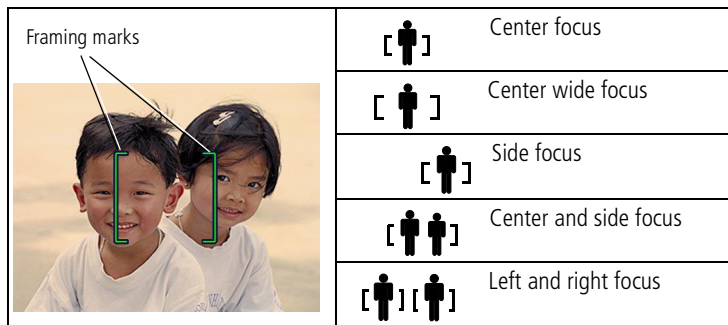 Framing marks
Center focus
Center wide focus
Side focus
Center and side focus
Left and right focus